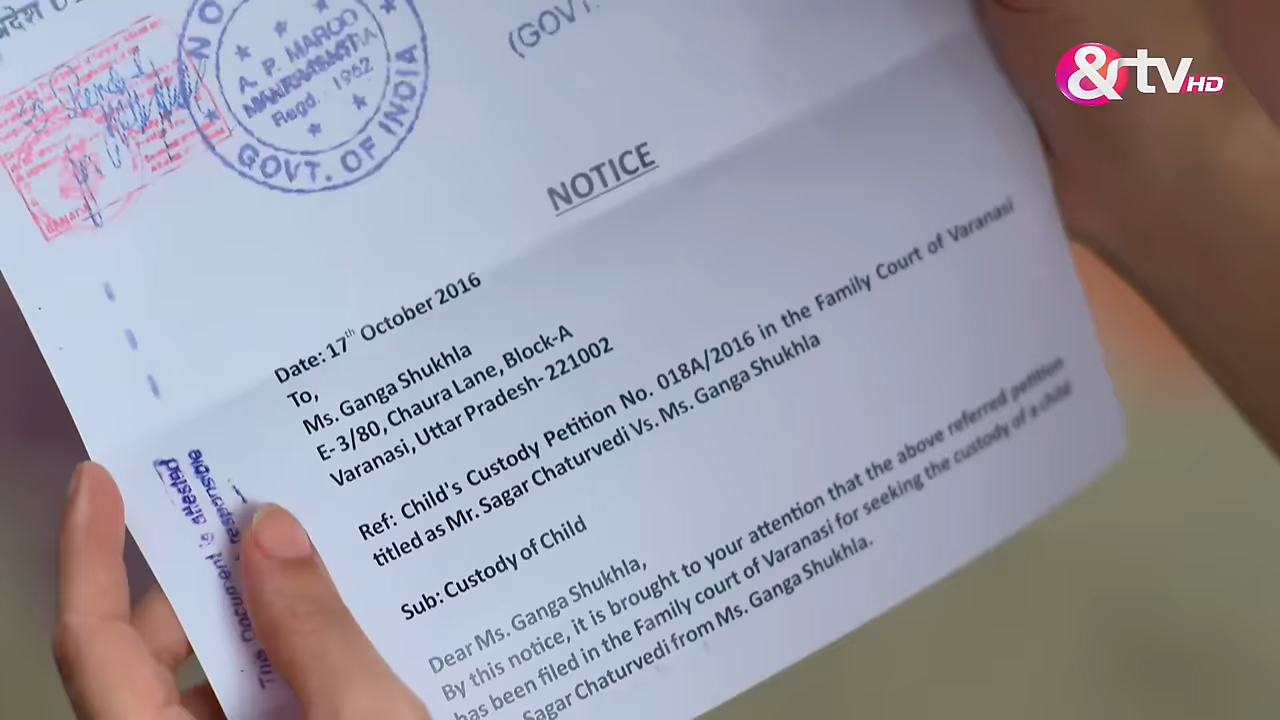 &tv HD
(GOVT.
A. P. MAROO
Regd. 1962
GOVT. OF INDIA
NOTICE
Date: 17th October 2016
To,
Ms. Ganga Shukhla
E-3/80, Chaura Lane, Block-A
Varanasi, Uttar Pradesh- 221002
Ref: Child's Custody Petition No. 018A/2016 in the Family Court of Varanasi
titled as Mr. Sagar Chaturvedi Vs. Ms. Ganga Shukhla
Sub: Custody of Child
Dear Ms. Ganga Shukhla,
By this notice, it is brought to your attention that the above referred petition
has been filed in the Family court of Varanasi for seeking the custody of a child
Sagar Chaturvedi from Ms. Ganga Shukhla.
This Document is attested
responsible